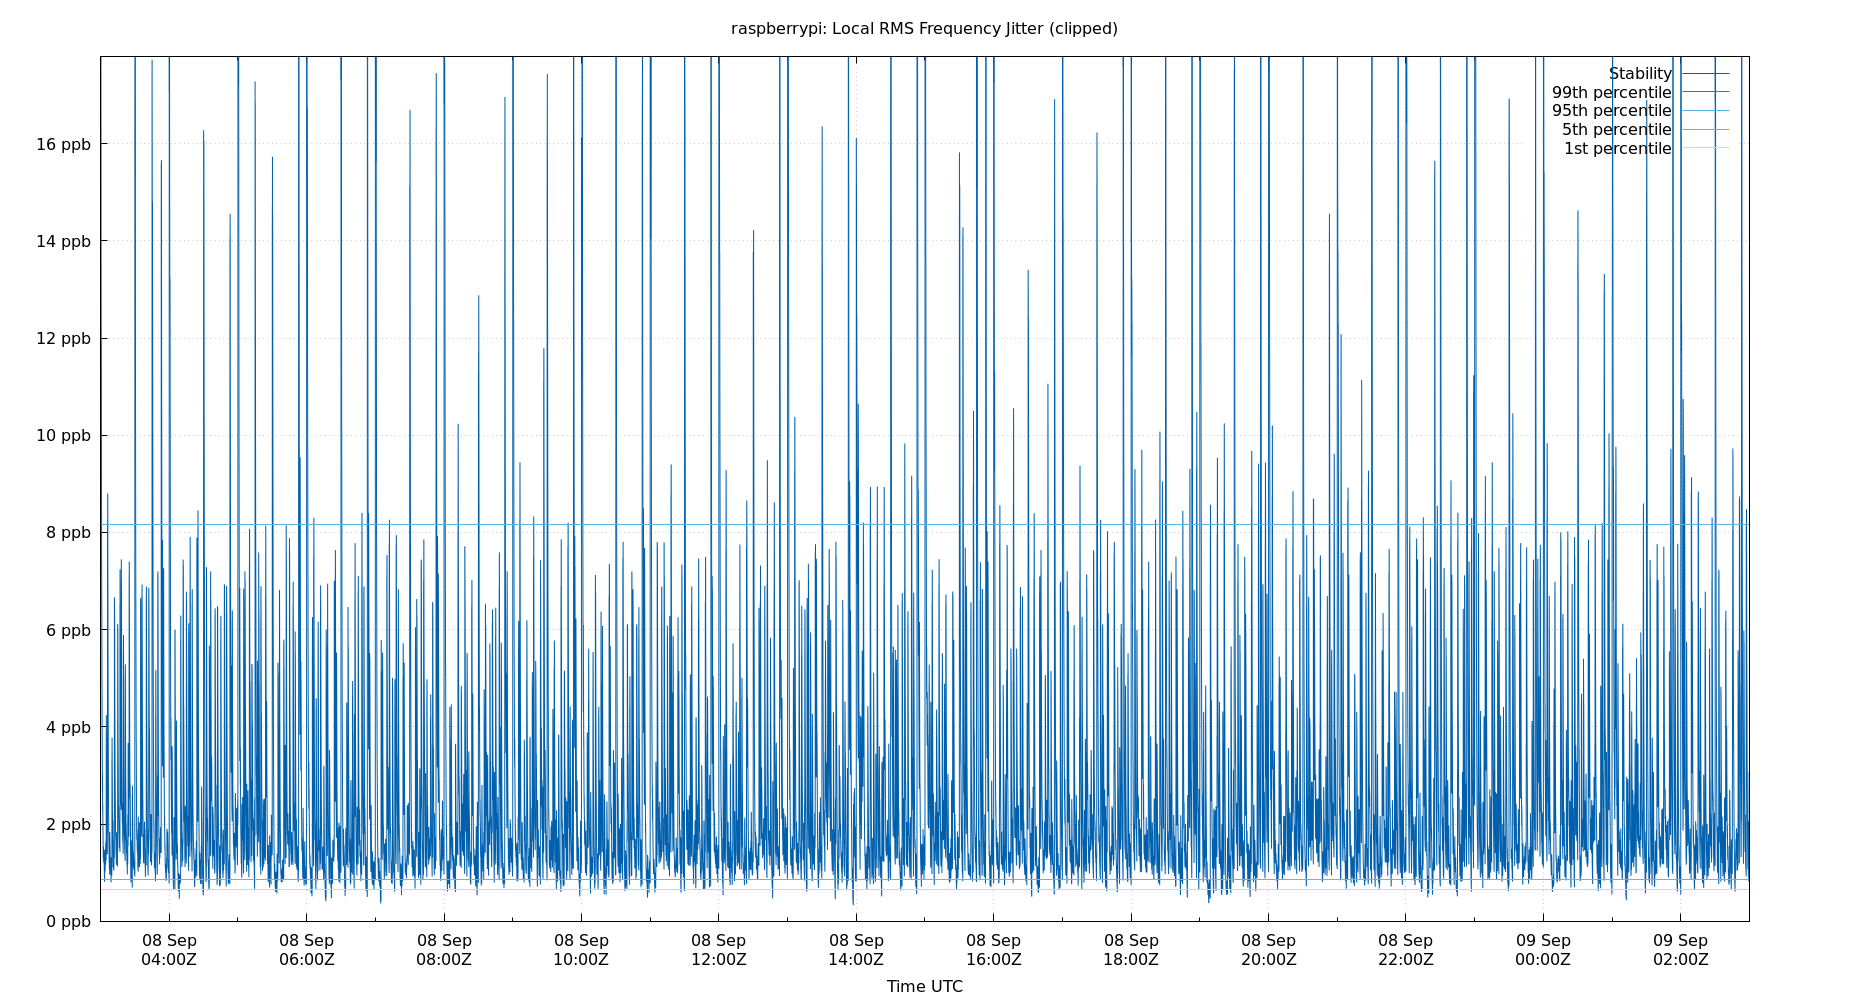 raspberrypi: Local RMS Frequency Jitter (clipped)
Stability
99th percentile
95th percentile
5th percentile
1st percentile
16 ppb
14 ppb
12 ppb
10 ppb
8 ppb
6 ppb
4 ppb
2 ppb
0 ppb
08 Sep 08 Sep 08 Sep 08 Sep 08 Sep 08 Sep 08 Sep 08 Sep 08 Sep 08 Sep 09 Sep 09 Sep
04:00Z 06:00Z 08:00Z 10:00Z 12:00Z 14:00Z 16:00Z 18:00Z 20:00Z 22:00Z 00:00Z 02:00Z
Time UTC